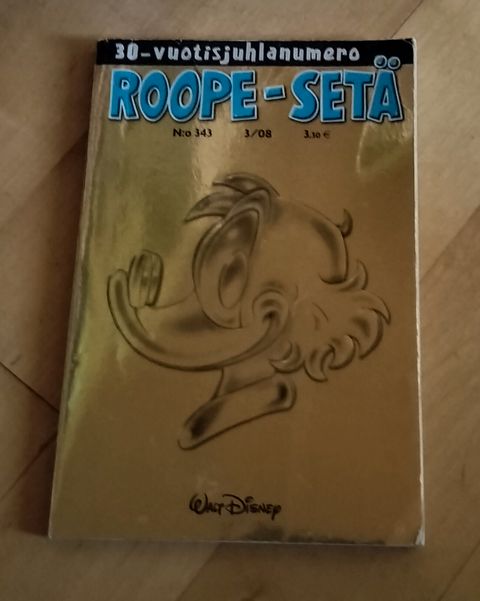 30-vuotisjuhlanumero
ROOPE-SETÄ
N:o 343 3/08 3,10 €
WALT DISNEY